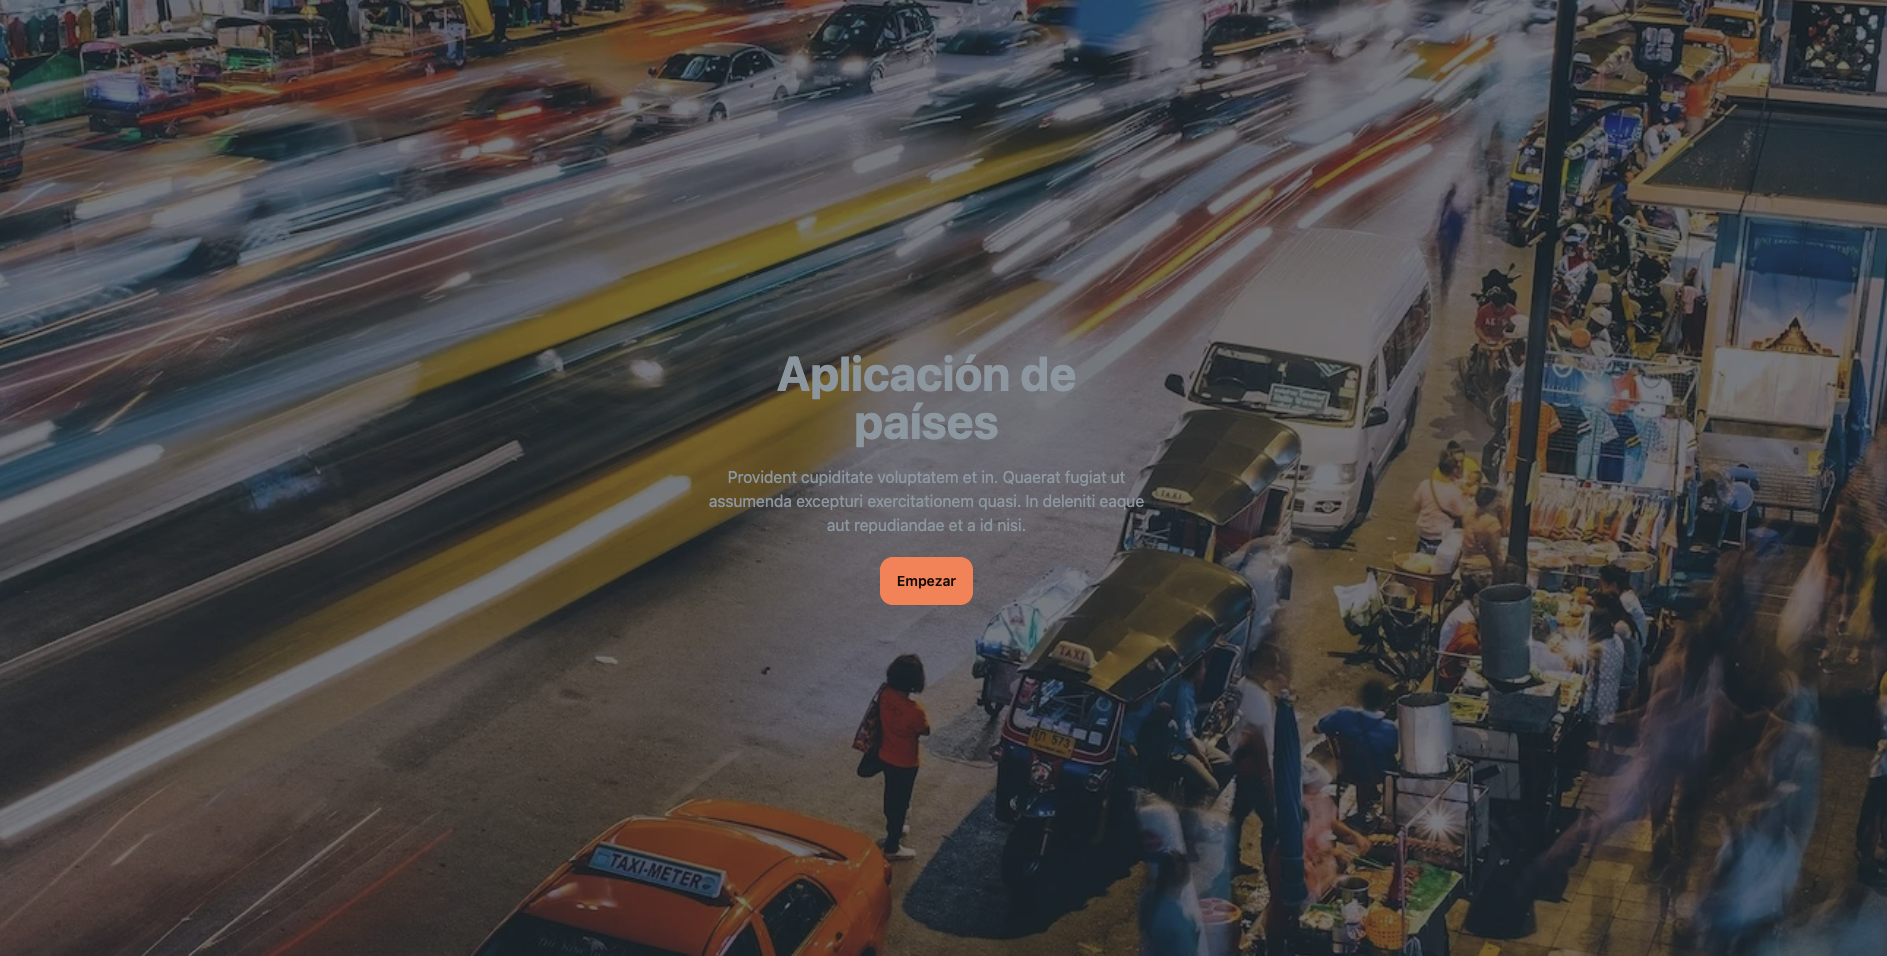 Aplicación de
países
Provident cupiditate voluptatem et in. Quaerat fugiat ut
assumenda excepturi exercitationem quasi. In deleniti eaque
aut repudiandae et a id nisi.
Empezar
TAXI
TAXI
TAXI-METER